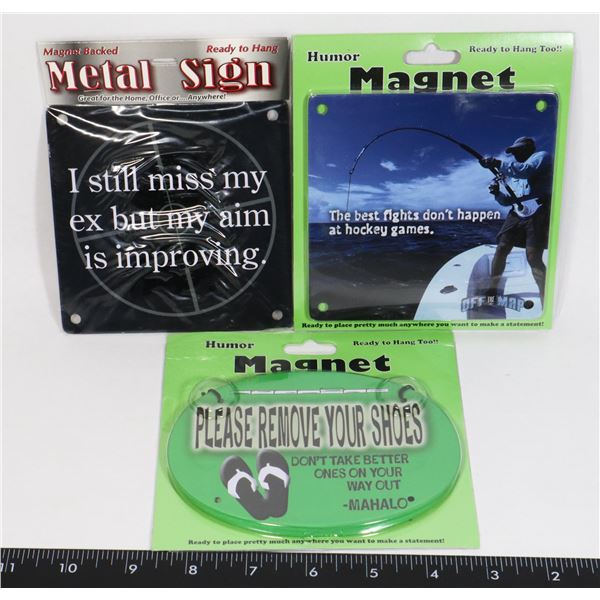 Magnet Backed
Ready to Hang
Metal Sign
Great for the Home, Office or... Anywhere!
I still miss my
ex but my aim
is improving.
Humor
Ready to Hang Too!!
Magnet
The best fights don't happen
at hockey games.
OFF THE MAP
Ready to place pretty much anywhere you want to make a statement!
Humor
Ready to Hang Too!!
Magnet
PLEASE REMOVE YOUR SHOES
DON'T TAKE BETTER
ONES ON YOUR
WAY OUT
-MAHALO
Ready to place pretty much anywhere you want to make a statement!
11 10 9 8 7 6 5 4 3 2